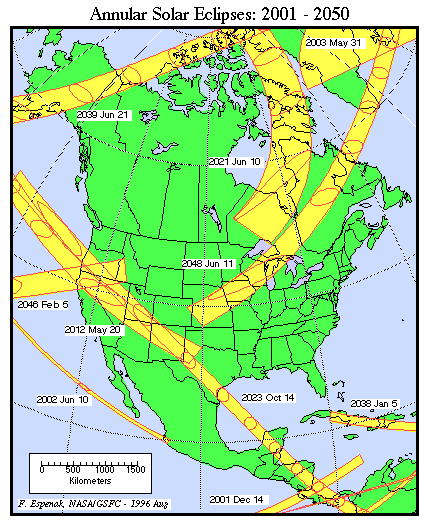 Annular Solar Eclipses: 2001 - 2050
2003 May 31
2039 Jun 21
2021 Jun 10
2048 Jun 11
2046 Feb 5
2012 May 20
2002 Jun 10
2023 Oct 14
2038 Jan 5
0 500 1000 1500
Kilometers
2001 Dec 14
F. Espenak, NASA/GSFC - 1996 Aug